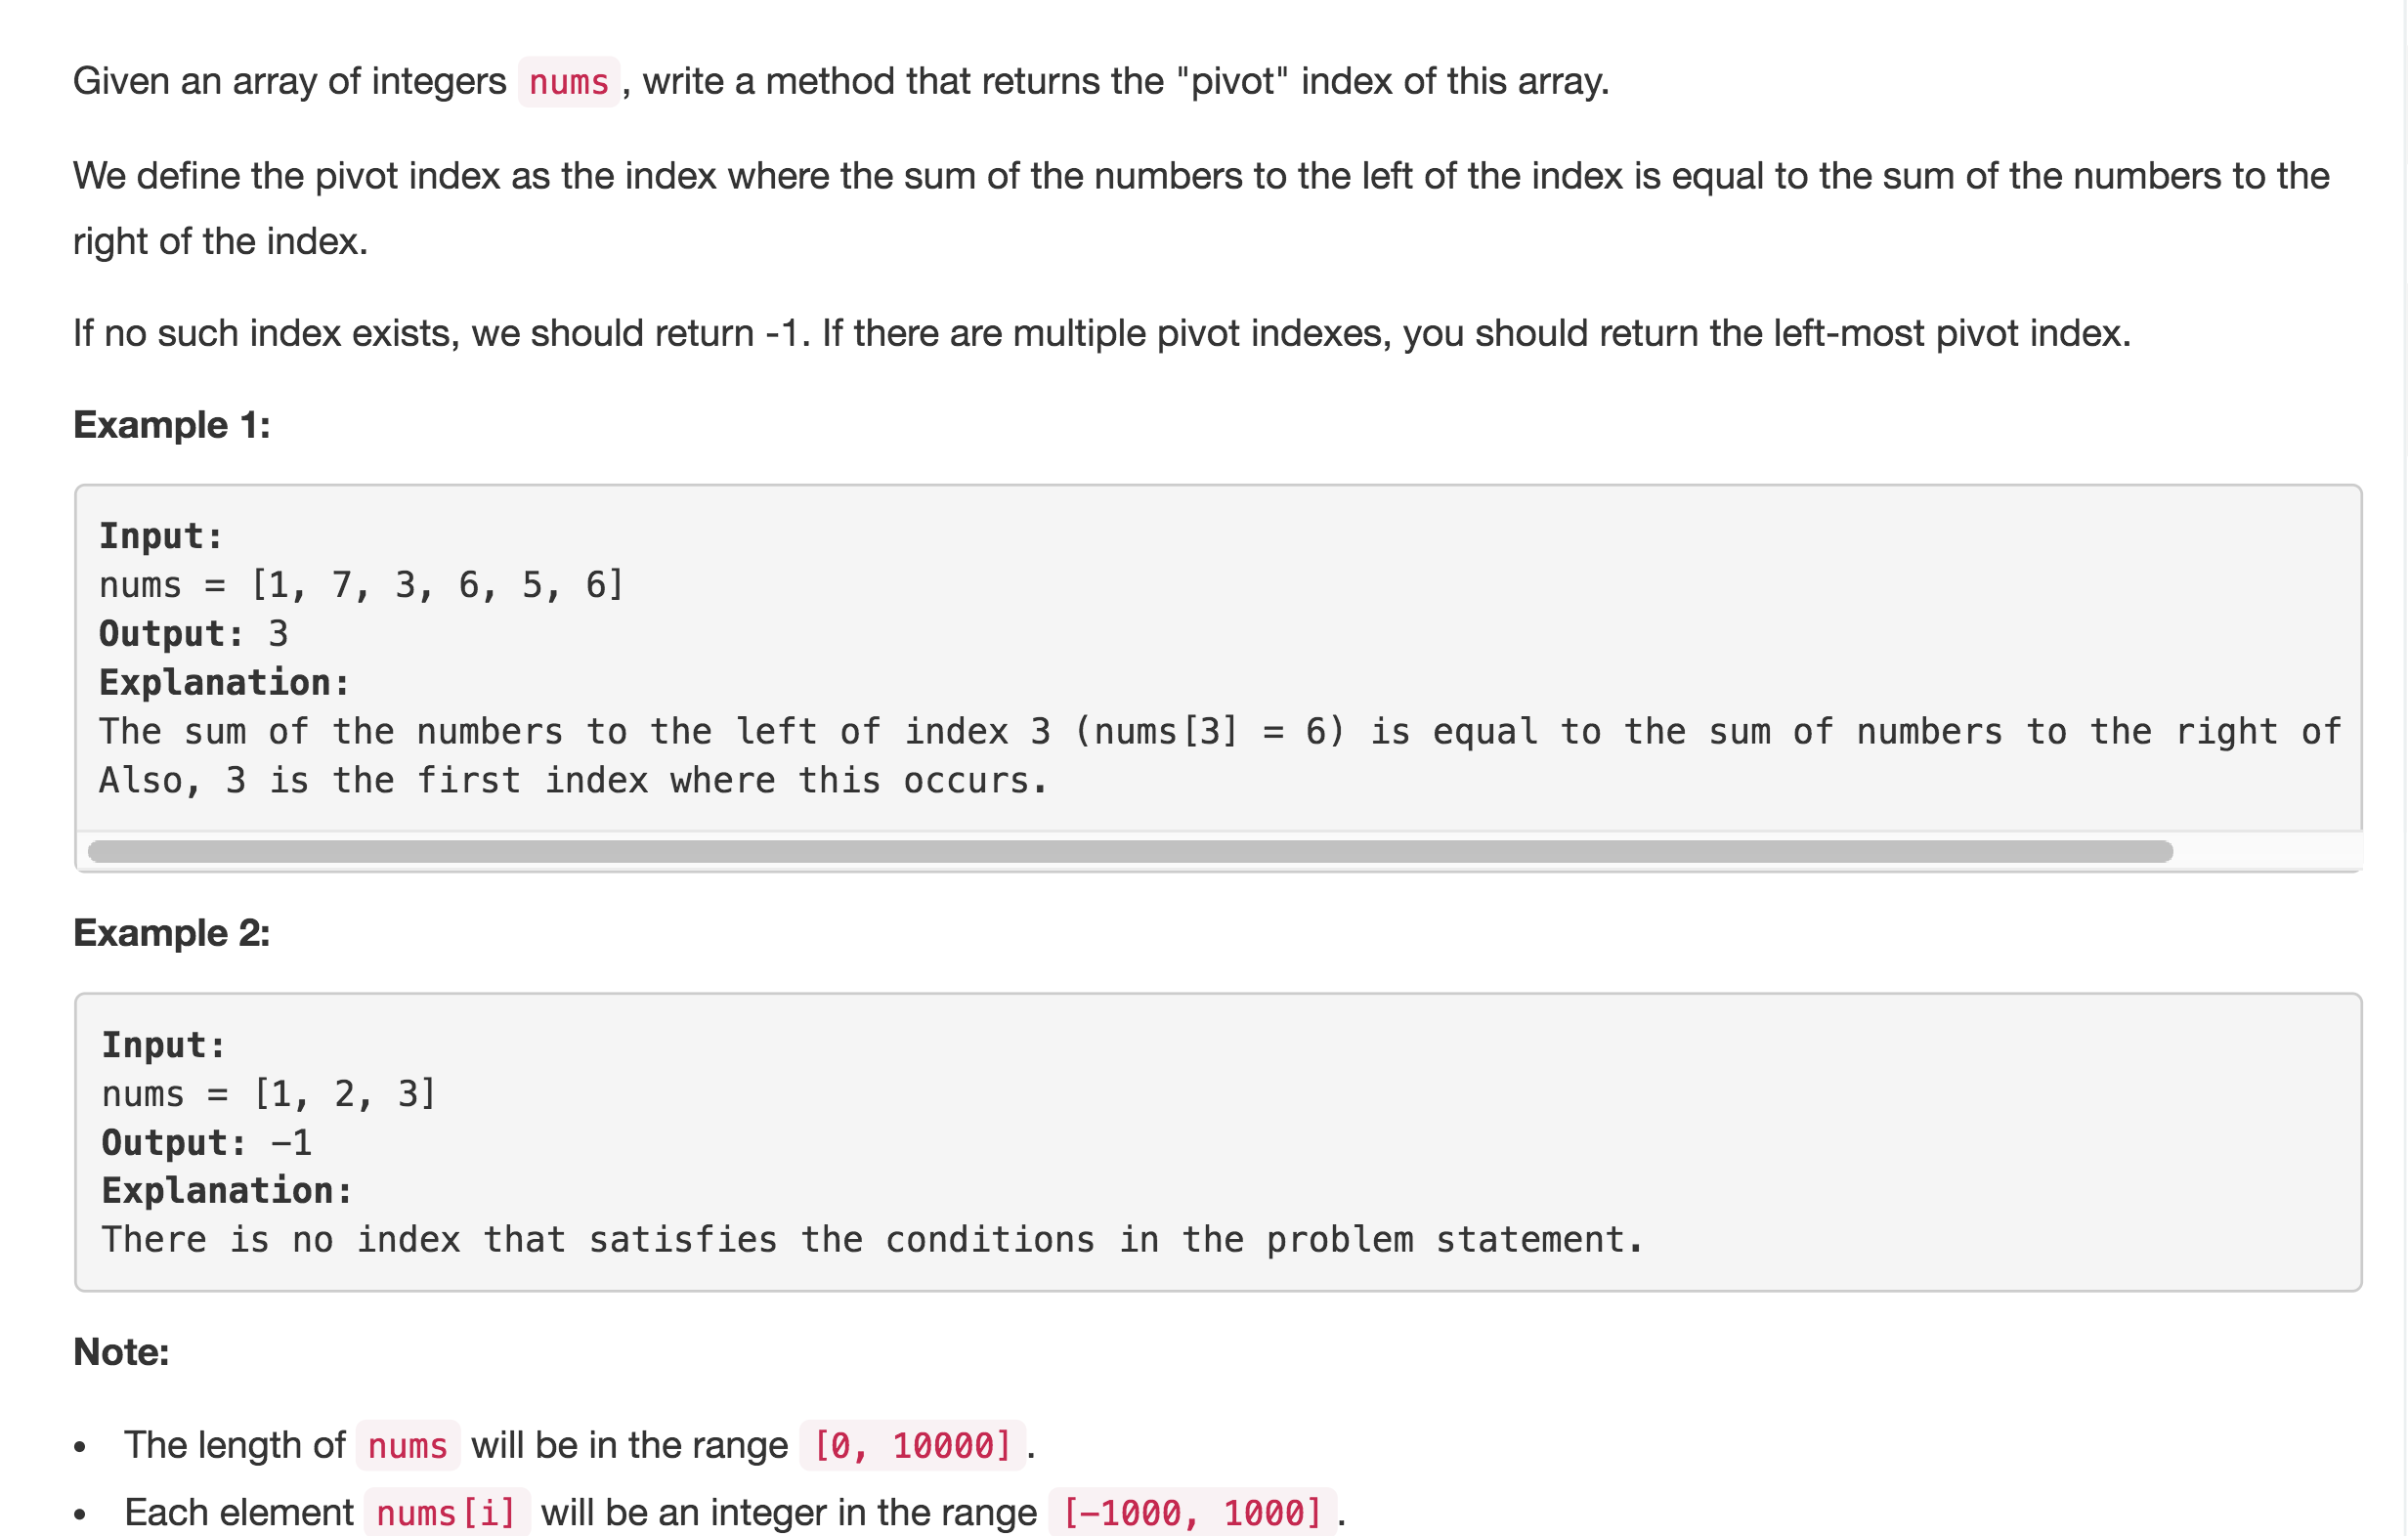 Given an array of integers nums, write a method that returns the "pivot" index of this array.
We define the pivot index as the index where the sum of the numbers to the left of the index is equal to the sum of the numbers to the
right of the index.
If no such index exists, we should return -1. If there are multiple pivot indexes, you should return the left-most pivot index.
Example 1:
Input:
nums = [1, 7, 3, 6, 5, 6]
Output: 3
Explanation:
The sum of the numbers to the left of index 3 (nums[3] = 6) is equal to the sum of numbers to the right of
Also, 3 is the first index where this occurs.
Example 2:
Input:
nums = [1, 2, 3]
Output: -1
Explanation:
There is no index that satisfies the conditions in the problem statement.
Note:
• The length of nums will be in the range [0, 10000].
• Each element nums[i] will be an integer in the range [-1000, 1000].